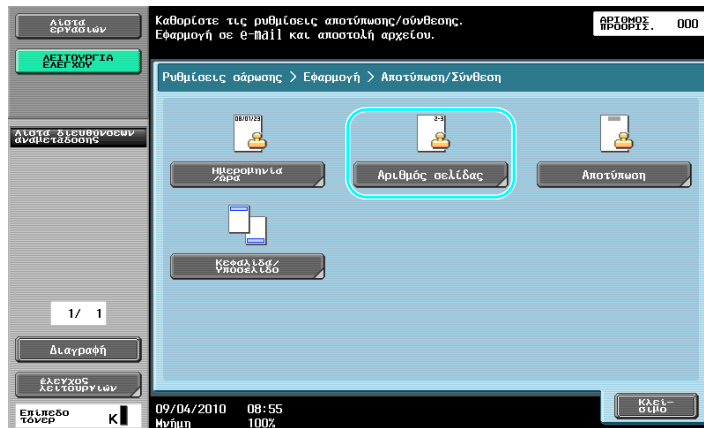 Λίστα
εργασιών
ΛΕΙΤΟΥΡΓΙΑ
ΕΛΕΓΧΟΥ
Λίστα διευθύνσεων
αναμετάδοσης
1/ 1
Διαγραφή
έλεγχος
λειτουργιών
Επίπεδο
τόνερ
K
Καθορίστε τις ρυθμίσεις αποτύπωσης/σύνθεσης.
Εφαρμογή σε e-mail και αποστολή αρχείου.
ΑΡΙΘΜΟΣ
ΠΡΟΟΡΙΣ.
000
Ρυθμίσεις σάρωσης > Εφαρμογή > Αποτύπωση/Σύνθεση
08/01/23
2-3
Ημερομηνία
/ώρα
Αριθμός σελίδας
Αποτύπωση
Κεφαλίδα/
Υποσέλιδο
09/04/2010 08:55
Μνήμη 100%
Κλεί-
σιμο